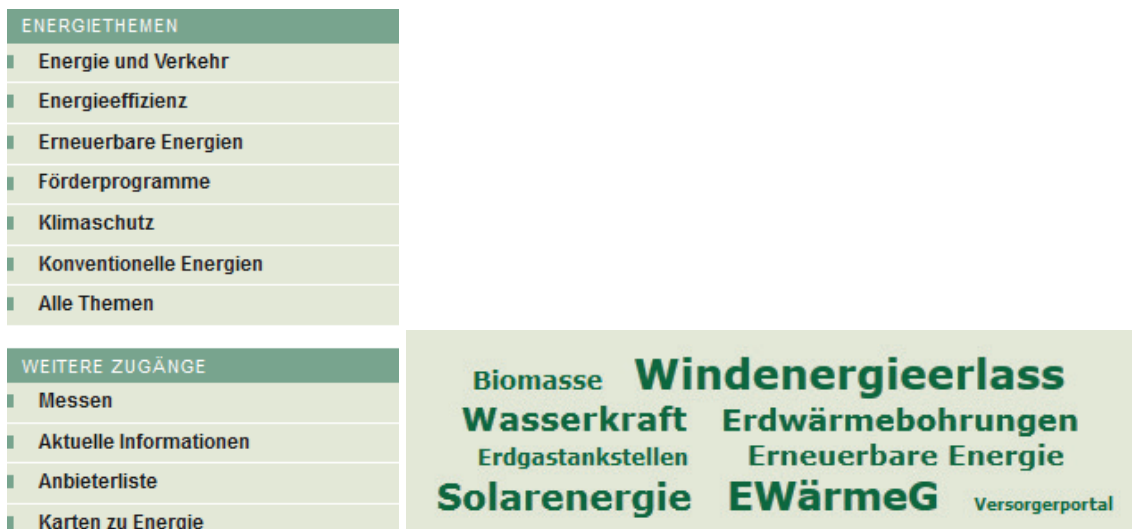 ENERGIETHEMEN
Energie und Verkehr
Energieeffizienz
Erneuerbare Energien
Förderprogramme
Klimaschutz
Konventionelle Energien
Alle Themen
WEITERE ZUGÄNGE
Messen
Aktuelle Informationen
Anbieterliste
Karten zu Energie
Biomasse Windenergieerlass
Wasserkraft Erdwärmebohrungen
Erdgastankstellen Erneuerbare Energie
Solarenergie EWärmeG Versorgerportal